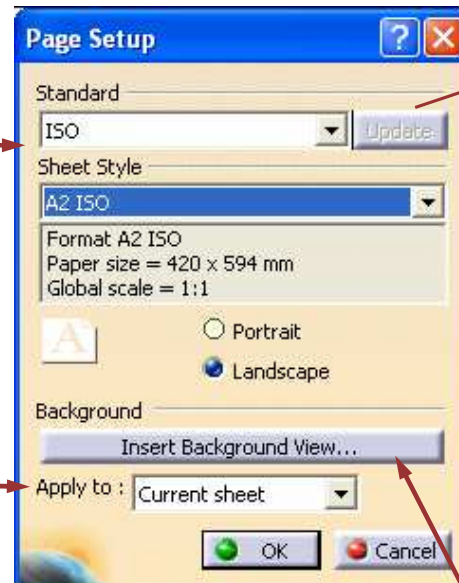 Page Setup
Standard
ISO Update
Sheet Style
A2 ISO
Format A2 ISO
Paper size = 420 x 594 mm
Global scale = 1:1
A
Portrait
Landscape
Background
Insert Background View...
Apply to : Current sheet
OK Cancel